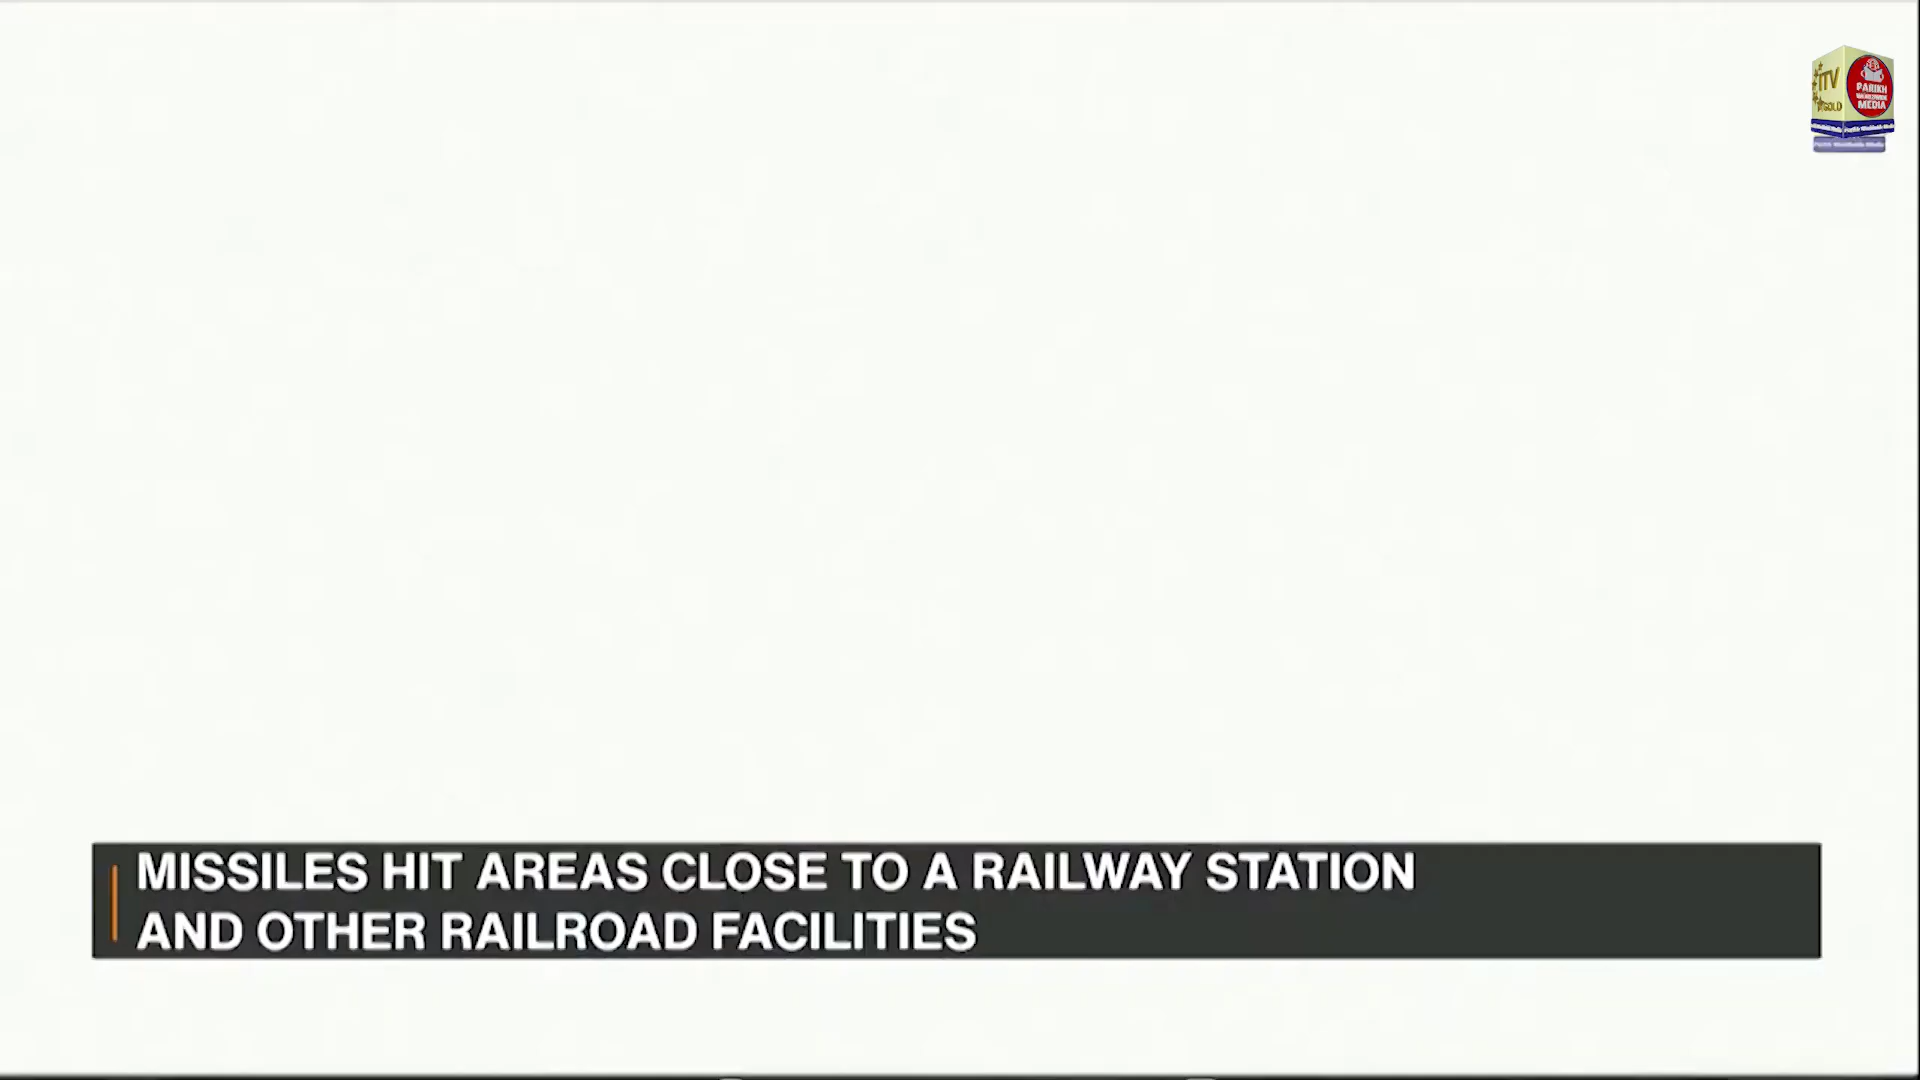 ITV
GOLD
PARIKH
MEDIA
MISSILES HIT AREAS CLOSE TO A RAILWAY STATION
AND OTHER RAILROAD FACILITIES